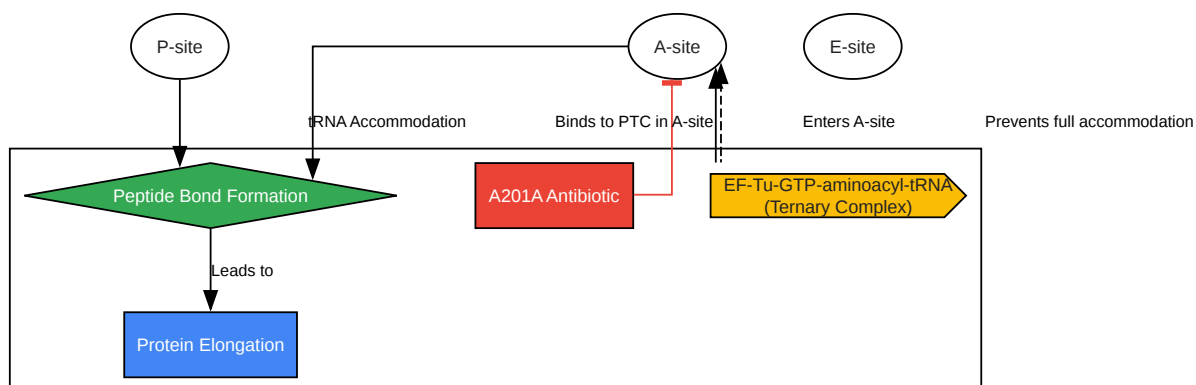 P-site
A-site
E-site
tRNA Accommodation
Binds to PTC in A-site
Enters A-site
Prevents full accommodation
Peptide Bond Formation
A201A Antibiotic
EF-Tu-GTP-aminoacyl-tRNA
(Ternary Complex)
Leads to
Protein Elongation